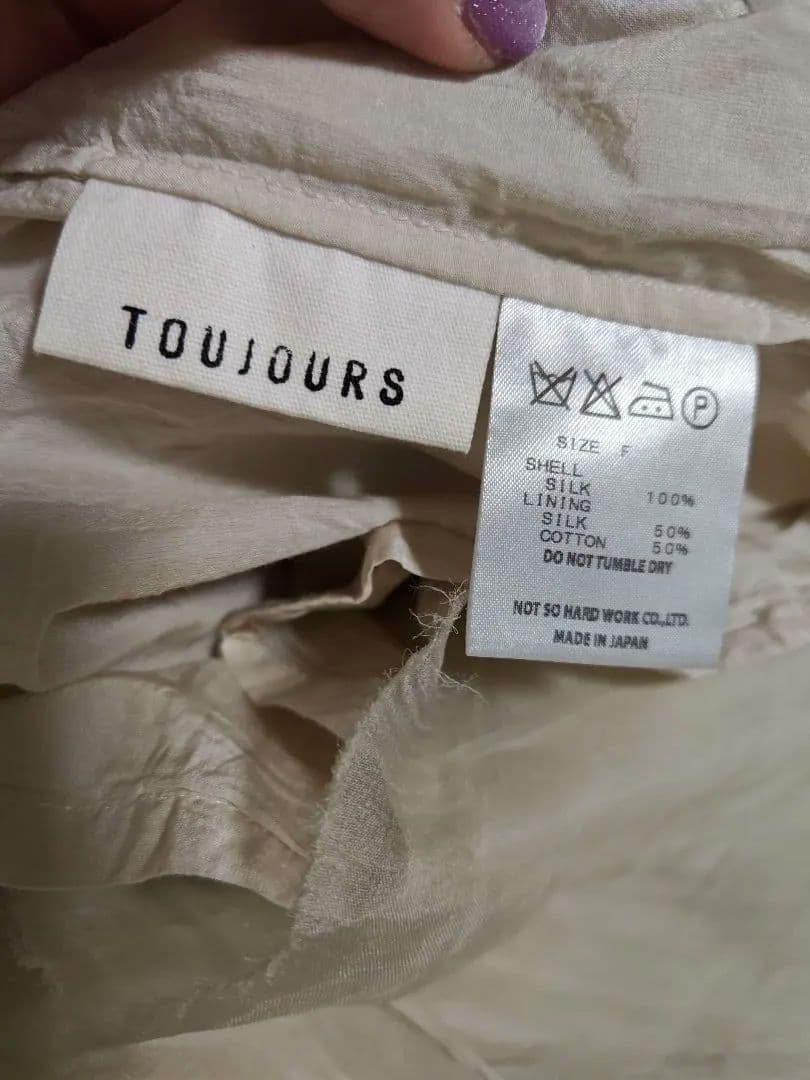 TOUJOURS
P
SIZE F
SHELL
SILK 100%
LINING
SILK 50%
COTTON 50%
DO NOT TUMBLE DRY
NOT SO HARD WORK CO.,LTD.
MADE IN JAPAN